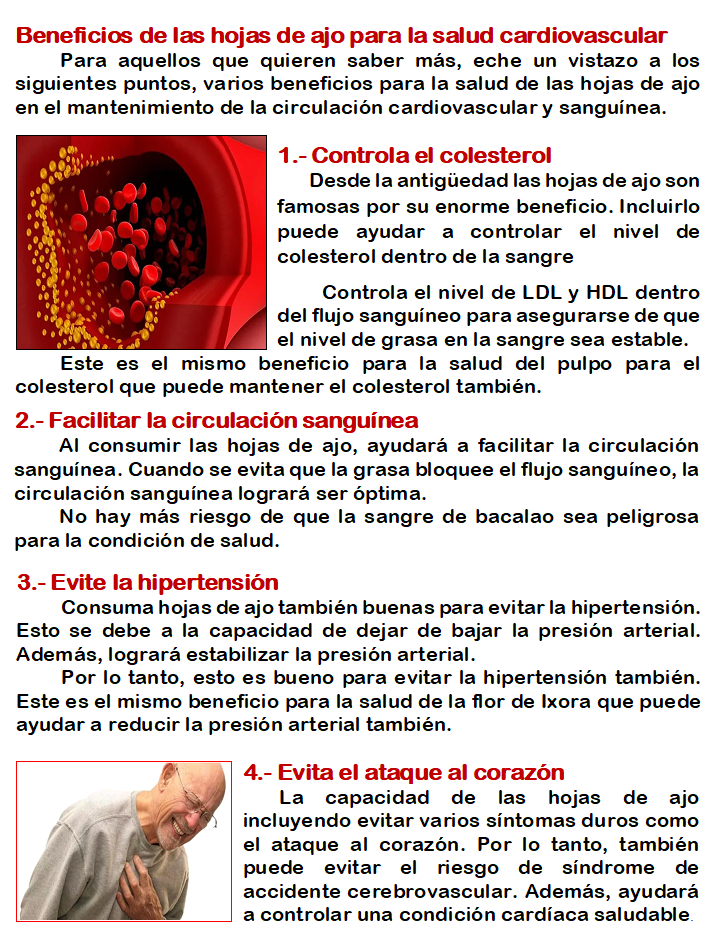 Beneficios de las hojas de ajo para la salud cardiovascular
Para aquellos que quieren saber más, eche un vistazo a los
siguientes puntos, varios beneficios para la salud de las hojas de ajo
en el mantenimiento de la circulación cardiovascular y sanguínea.
1.- Controla el colesterol
Desde la antigüedad las hojas de ajo son
famosas por su enorme beneficio. Incluirlo
puede ayudar a controlar el nivel de
colesterol dentro de la sangre
Controla el nivel de LDL y HDL dentro
del flujo sanguíneo para asegurarse de que
el nivel de grasa en la sangre sea estable.
Este es el mismo beneficio para la salud del pulpo para el
colesterol que puede mantener el colesterol también.
2.- Facilitar la circulación sanguínea
Al consumir las hojas de ajo, ayudará a facilitar la circulación
sanguínea. Cuando se evita que la grasa bloquee el flujo sanguíneo, la
circulación sanguínea logrará ser óptima.
No hay más riesgo de que la sangre de bacalao sea peligrosa
para la condición de salud.
3.- Evite la hipertensión
Consuma hojas de ajo también buenas para evitar la hipertensión.
Esto se debe a la capacidad de dejar de bajar la presión arterial.
Además, logrará estabilizar la presión arterial.
Por lo tanto, esto es bueno para evitar la hipertensión también.
Este es el mismo beneficio para la salud de la flor de Ixora que puede
ayudar a reducir la presión arterial también.
4.- Evita el ataque al corazón
La capacidad de las hojas de ajo
incluyendo evitar varios síntomas duros como
el ataque al corazón. Por lo tanto, también
puede evitar el riesgo de síndrome de
accidente cerebrovascular. Además, ayudará
a controlar una condición cardíaca saludable.